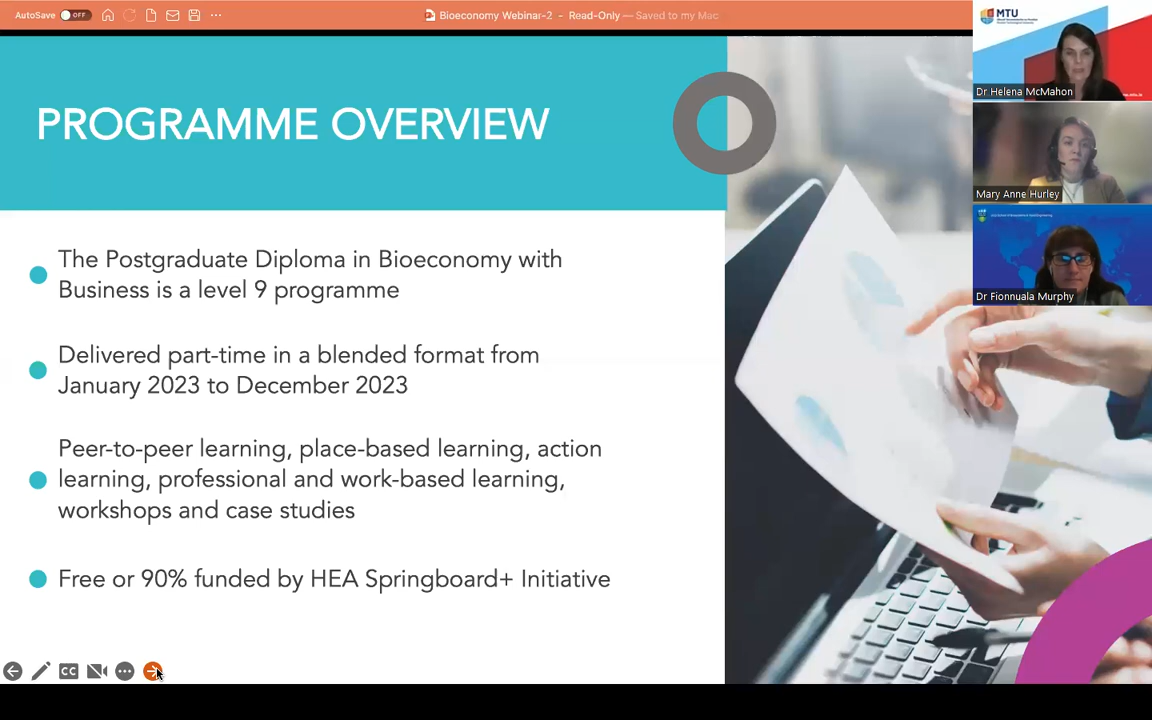 AutoSave OFF
Bioeconomy Webinar-2 - Read-Only — Saved to my Mac
MTU
Dr Helena McMahon
Mary Anne Hurley
Dr Fionnuala Murphy
PROGRAMME OVERVIEW
The Postgraduate Diploma in Bioeconomy with
Business is a level 9 programme
Delivered part-time in a blended format from
January 2023 to December 2023
Peer-to-peer learning, place-based learning, action
learning, professional and work-based learning,
workshops and case studies
Free or 90% funded by HEA Springboard+ Initiative
CC